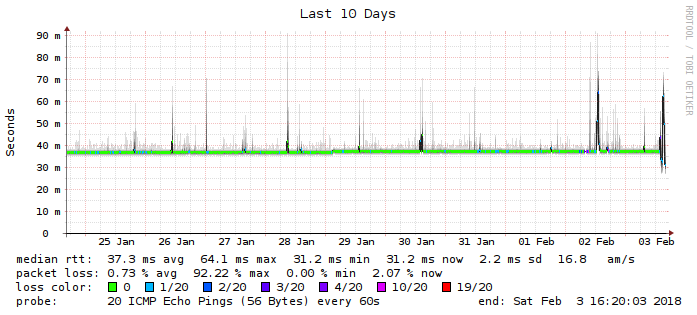 Last 10 Days
RRDTOOL / TOBI OETIKER
Seconds
90 m
80 m
70 m
60 m
50 m
40 m
30 m
20 m
10 m
0
25 Jan 26 Jan 27 Jan 28 Jan 29 Jan 30 Jan 31 Jan 01 Feb 02 Feb 03 Feb
median rtt: 37.3 ms avg 64.1 ms max 31.2 ms min 31.2 ms now 2.2 ms sd 16.8 am/s
packet loss: 0.73 % avg 92.22 % max 0.00 % min 2.07 % now
loss color: 0 1/20 2/20 3/20 4/20 10/20 19/20
probe: 20 ICMP Echo Pings (56 Bytes) every 60s end: Sat Feb 3 16:20:03 2018